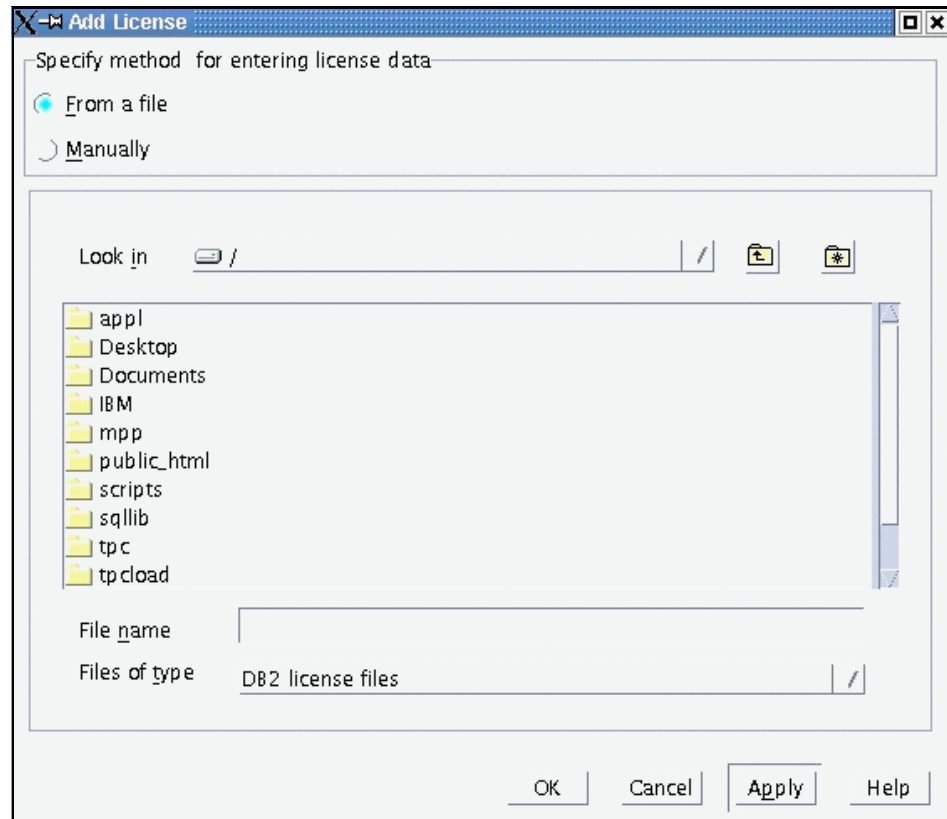 Add License
Specify method for entering license data
From a file
Manually
Look in /
appl
Desktop
Documents
IBM
mpp
public_html
scripts
sqllib
tpc
tpcload
File name
Files of type DB2 license files
OK Cancel Apply Help